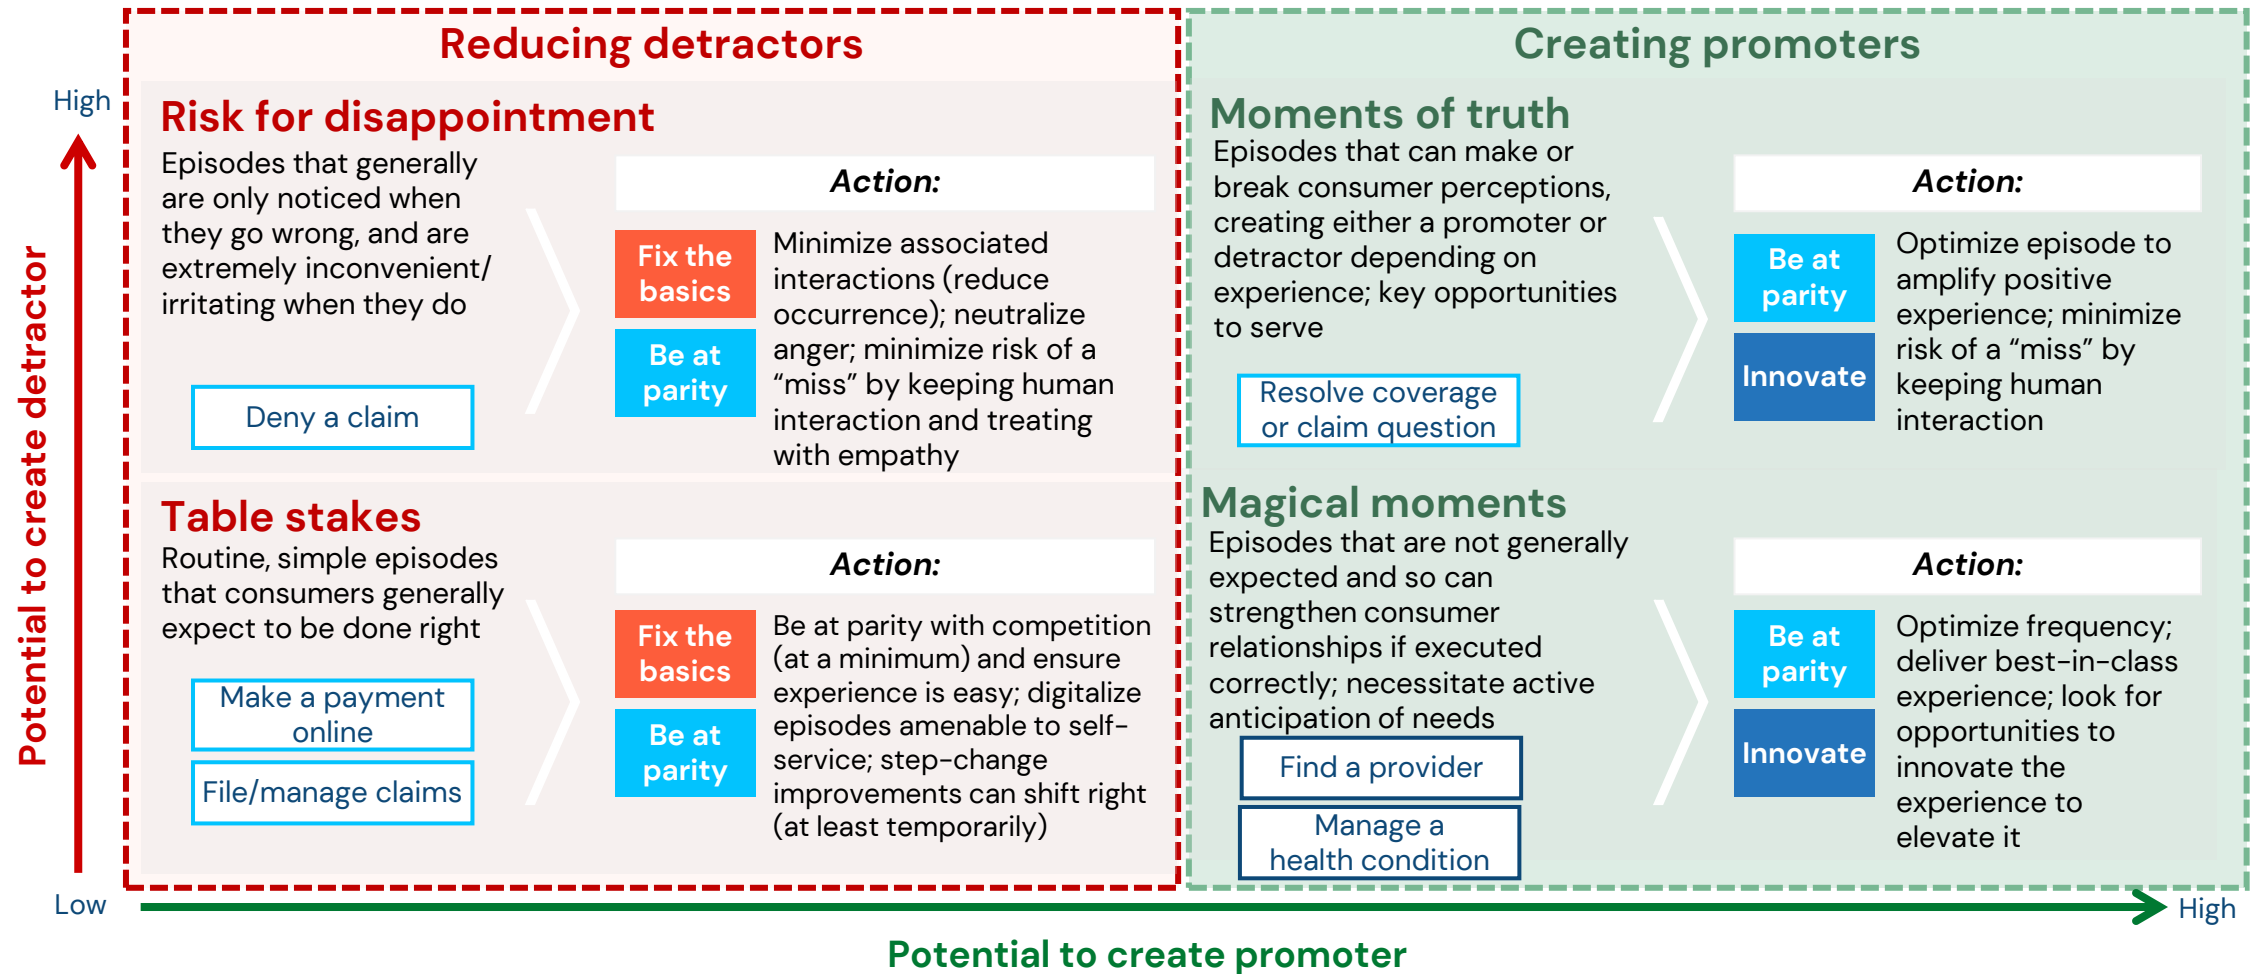 Reducing detractors
Creating promoters
High
Potential to create detractor
Low
Risk for disappointment
Episodes that generally
are only noticed when
they go wrong, and are
extremely inconvenient/
irritating when they do
Deny a claim
Action:
Fix the
basics
Be at
parity
Minimize associated
interactions (reduce
occurrence); neutralize
anger; minimize risk of a
“miss” by keeping human
interaction and treating
with empathy
Moments of truth
Episodes that can make or
break consumer perceptions,
creating either a promoter or
detractor depending on
experience; key opportunities
to serve
Resolve coverage
or claim question
Action:
Be at
parity
Innovate
Optimize episode to
amplify positive
experience; minimize
risk of a “miss” by
keeping human
interaction
Table stakes
Routine, simple episodes
that consumers generally
expect to be done right
Make a payment
online
File/manage claims
Action:
Fix the
basics
Be at
parity
Be at parity with competition
(at a minimum) and ensure
experience is easy; digitalize
episodes amenable to self-
service; step-change
improvements can shift right
(at least temporarily)
Magical moments
Episodes that are not generally
expected and so can
strengthen consumer
relationships if executed
correctly; necessitate active
anticipation of needs
Find a provider
Manage a
health condition
Action:
Be at
parity
Innovate
Optimize frequency;
deliver best-in-class
experience; look for
opportunities to
innovate the
experience to
elevate it
High
Potential to create promoter